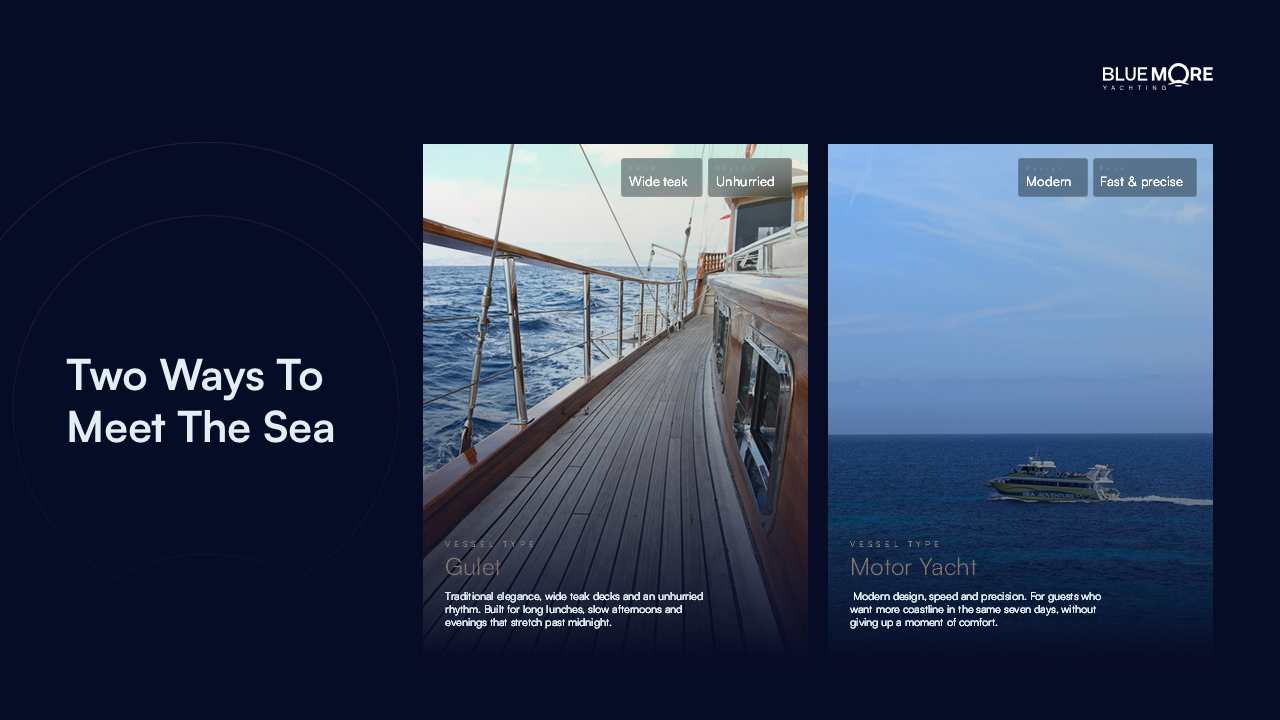 BLUE MORE
YACHTING
Two Ways To
Meet The Sea
Wide teak
Unhurried
VESSEL TYPE
Gulet
Traditional elegance, wide teak decks and an unhurried
rhythm. Built for long lunches, slow afternoons and
evenings that stretch past midnight.
Modern
Fast & precise
SEA ADVENTURE
VESSEL TYPE
Motor Yacht
Modern design, speed and precision. For guests who
want more coastline in the same seven days, without
giving up a moment of comfort.